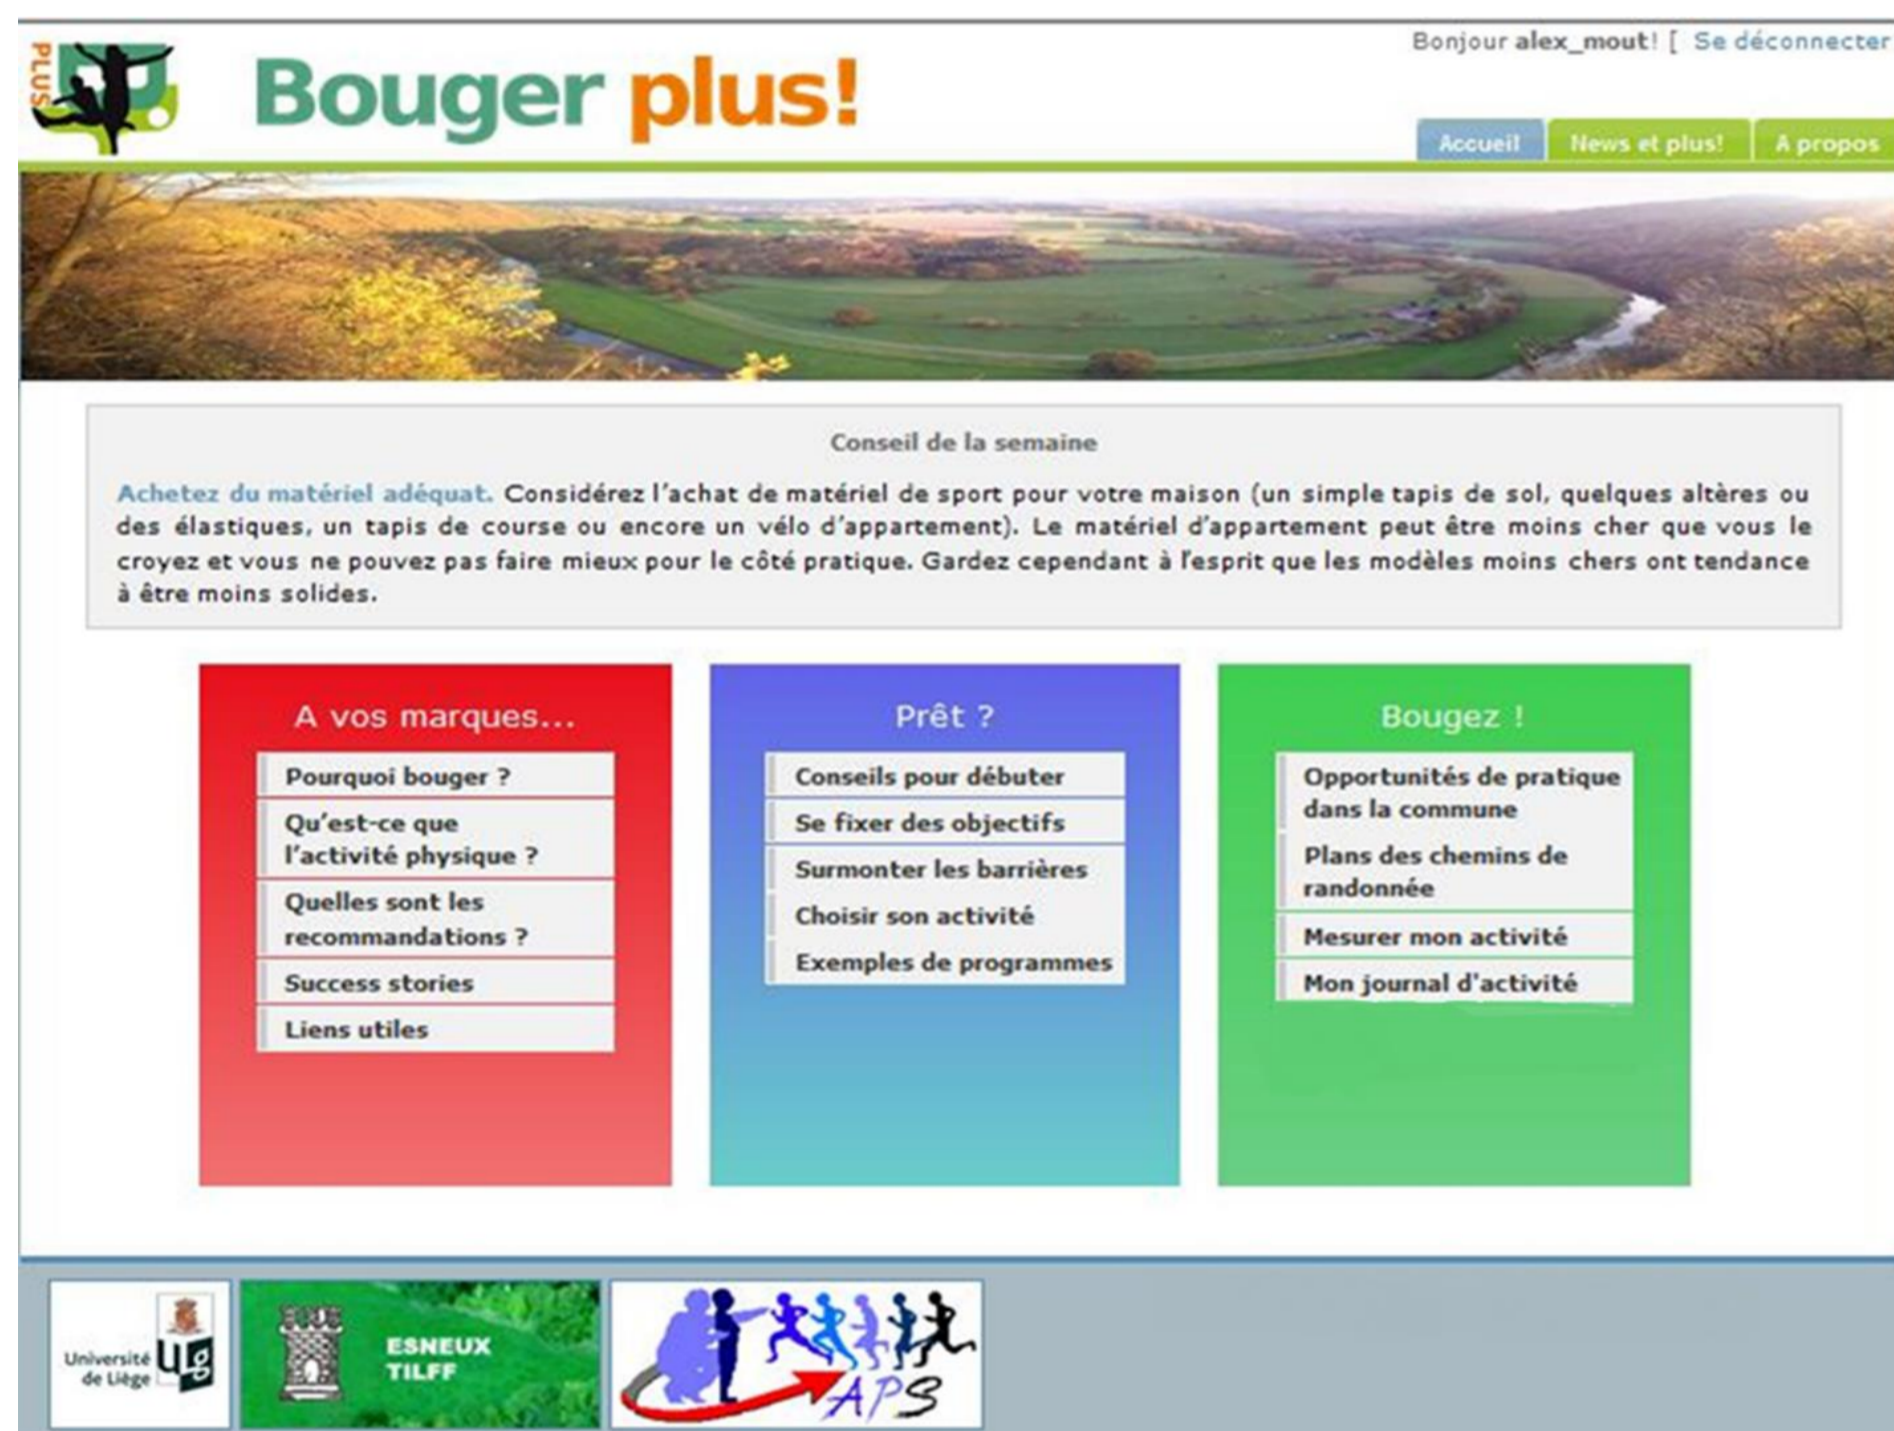 PLUS
Bouger plus!
Bonjour alex_mout! [ Se déconnecter
Accueil
News et plus!
A propos
Conseil de la semaine
Achetez du matériel adéquat. Considérez l'achat de matériel de sport pour votre maison (un simple tapis de sol, quelques altères ou
des élastiques, un tapis de course ou encore un vélo d'appartement). Le matériel d'appartement peut être moins cher que vous le
croyez et vous ne pouvez pas faire mieux pour le côté pratique. Gardez cependant à l'esprit que les modèles moins chers ont tendance
à être moins solides.
A vos marques...
Pourquoi bouger ?
Qu'est-ce que
l'activité physique ?
Quelles sont les
recommandations ?
Success stories
Liens utiles
Prêt ?
Conseils pour débuter
Se fixer des objectifs
Surmonter les barrières
Choisir son activité
Exemples de programmes
Bougez !
Opportunités de pratique
dans la commune
Plans des chemins de
randonnée
Mesurer mon activité
Mon journal d'activité
Université
de Liège
ULg
ESNEUX
TILFF
APS